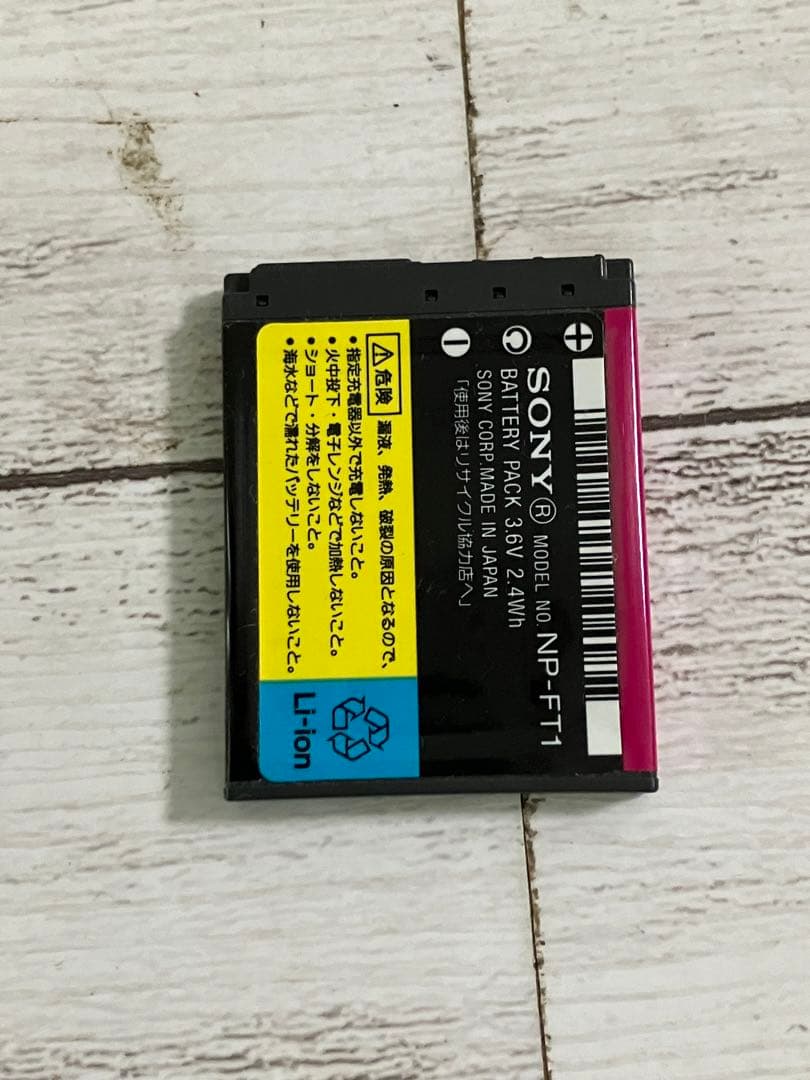 SONY® MODEL NO. NP-FT1
BATTERY PACK 3.6V 2.4Wh
SONY CORP. MADE IN JAPAN
「使用後はリサイクル協力店へ」
⚠危険 漏液、発熱、破裂の原因となるので、
•指定充電器以外で充電しないこと。
•火中投下・電子レンジなどで加熱しないこと。
•ショート・分解をしないこと。
•海水などで濡れたバッテリーを使用しないこと。
Li-ion